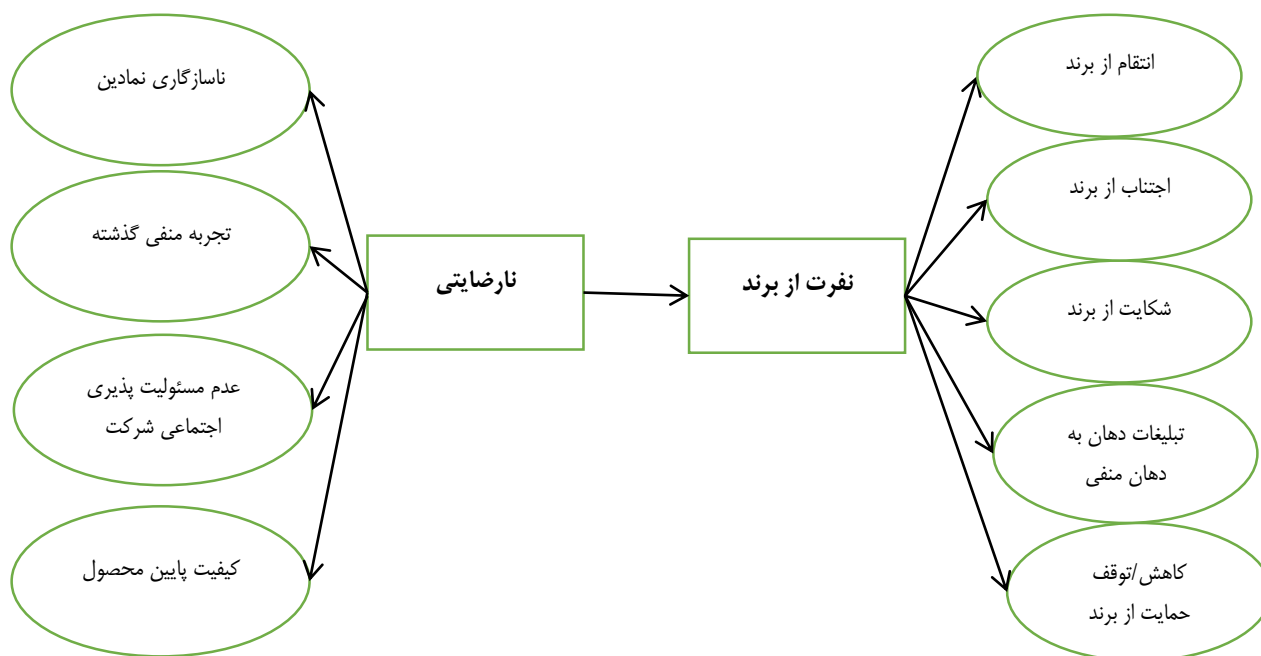 انتقام از برند
اجتناب از برند
شکایت از برند
تبلیغات دهان به
دهان منفی
کاهش/توقف
حمایت از برند
نفرت از برند
نارضایتی
ناسازگاری نمادین
تجربه منفی گذشته
عدم مسئولیت پذیری
اجتماعی شرکت
کیفیت پایین محصول